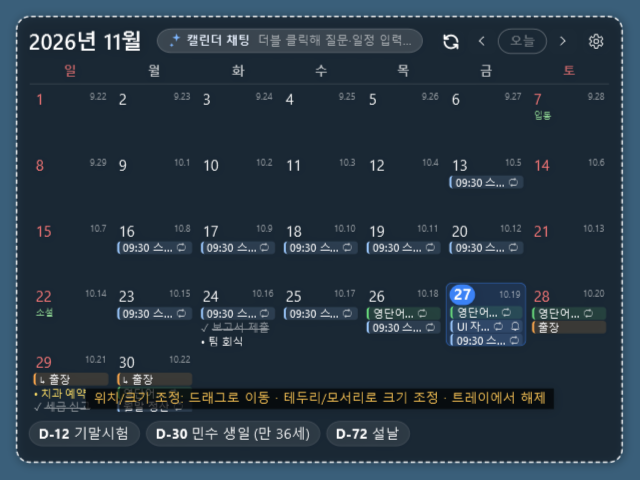 2026년 11월 캘린더 채팅 더블 클릭해 질문·일정 입력... 오늘
일 월 화 수 목 금 토
1 9.22 2 9.23 3 9.24 4 9.25 5 9.26 6 9.27 7 9.28
입동
8 9.29 9 10.1 10 10.2 11 10.3 12 10.4 13 10.5 14 10.6
09:30 스...
15 10.7 16 10.8 17 10.9 18 10.10 19 10.11 20 10.12 21 10.13
09:30 스... 09:30 스... 09:30 스... 09:30 스... 09:30 스...
22 10.14 23 10.15 24 10.16 25 10.17 26 10.18 27 10.19 28 10.20
소설 09:30 스... 09:30 스... 09:30 스... 영단어... 영단어... 영단어...
✓ 보고서 제출 09:30 스... UI 자... 출장
• 팀 회식 09:30 스...
29 10.21 30 10.22
↳ 출장 ↳ 출장
• 치과 예약
✓ 세금 신고
위치/크기 조정: 드래그로 이동 · 테두리/모서리로 크기 조정 · 트레이에서 해제
D-12 기말시험 D-30 민수 생일 (만 36세) D-72 설날